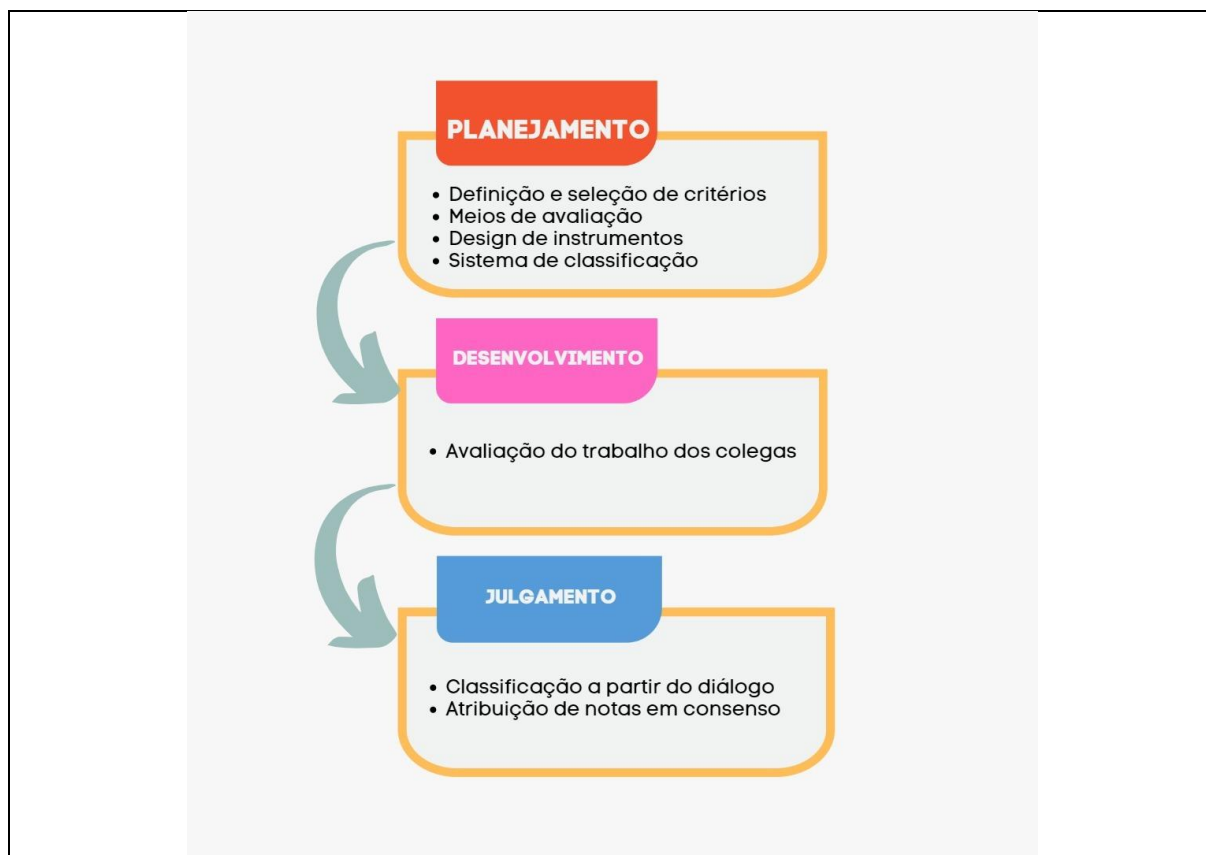 PLANEJAMENTO
• Definição e seleção de critérios
• Meios de avaliação
• Design de instrumentos
• Sistema de classificação
DESENVOLVIMENTO
• Avaliação do trabalho dos colegas
JULGAMENTO
• Classificação a partir do diálogo
• Atribuição de notas em consenso